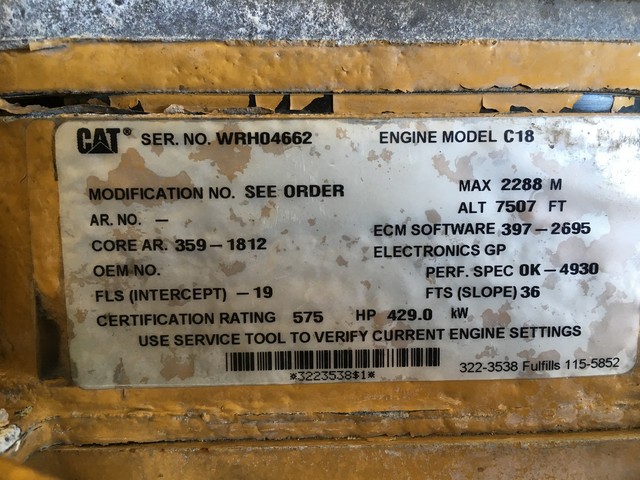 CAT® SER. NO. WRH04662 ENGINE MODEL C18
MODIFICATION NO. SEE ORDER MAX 2288 M
ALT 7507 FT
AR. NO. — ECM SOFTWARE 397-2695
CORE AR. 359-1812 ELECTRONICS GP
OEM NO. PERF. SPEC 0K-4930
FLS (INTERCEPT) -19 FTS (SLOPE) 36
CERTIFICATION RATING 575 HP 429.0 kW
USE SERVICE TOOL TO VERIFY CURRENT ENGINE SETTINGS
*3223538$1* 322-3538 Fulfills 115-5852